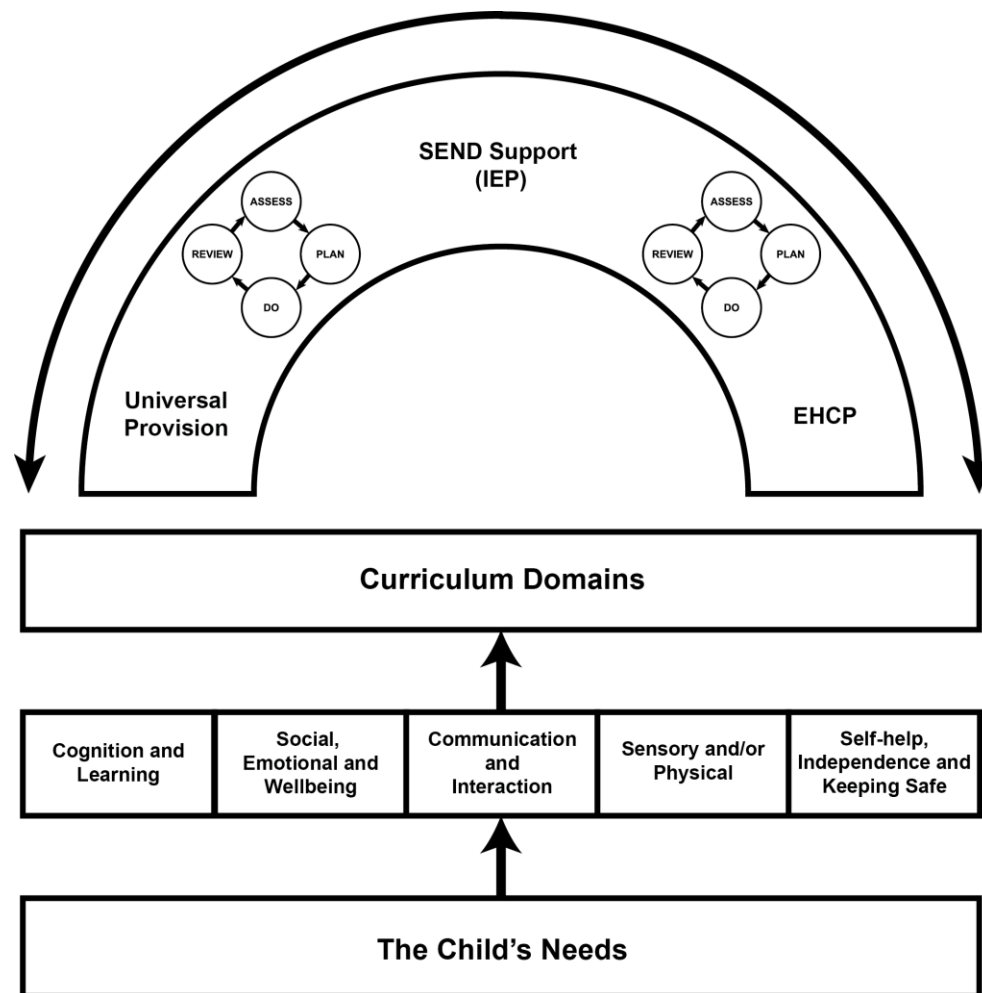 SEND Support
(IEP)
ASSESS
REVIEW
PLAN
DO
ASSESS
REVIEW
PLAN
DO
Universal
Provision
EHCP
Curriculum Domains
Cognition and
Learning
Social,
Emotional and
Wellbeing
Communication
and
Interaction
Sensory and/or
Physical
Self-help,
Independence and
Keeping Safe
The Child's Needs